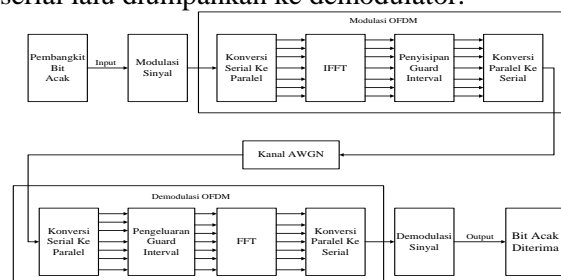 serial lalu diumpankan ke demodulator.
Modulasi OFDM
Pembangkit
Bit
Acak
Input
Modulasi
Sinyal
Konversi
Serial Ke
Paralel
IFFT
Penyisipan
Guard
Interval
Konversi
Paralel Ke
Serial
Kanal AWGN
Demodulasi OFDM
Konversi
Serial Ke
Paralel
Pengeluaran
Guard
Interval
FFT
Konversi
Paralel Ke
Serial
Demodulasi
Sinyal
Output
Bit Acak
Diterima